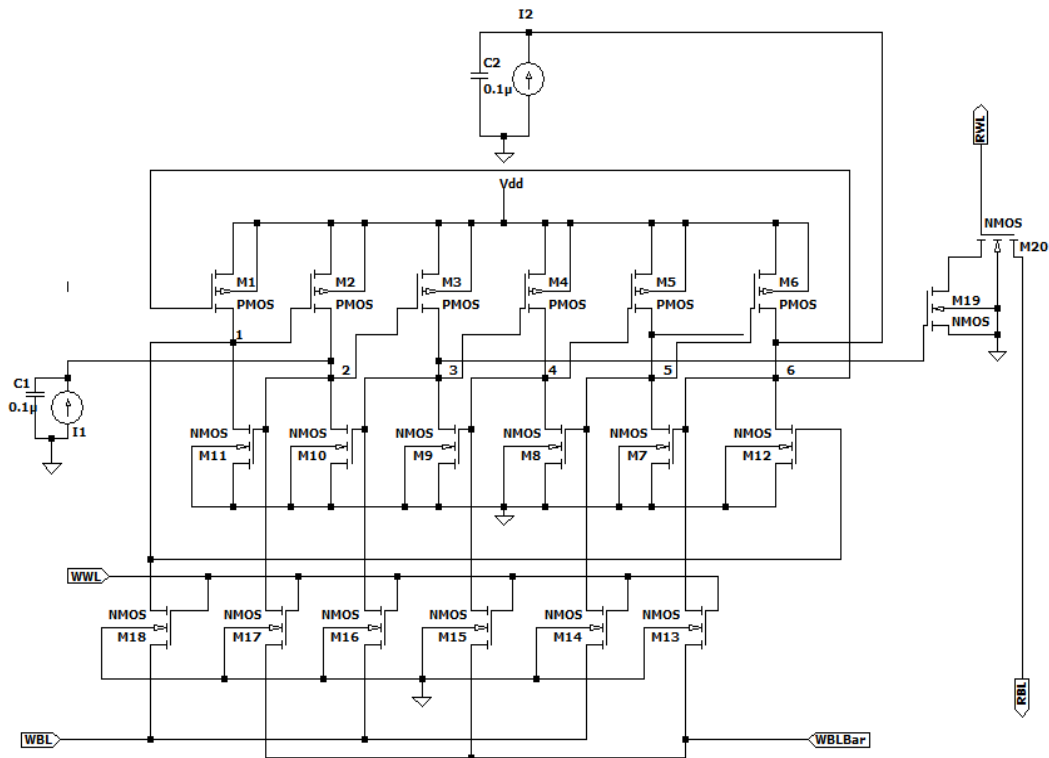 I2
C2
0.1µ
RWL
Vdd
NMOS
M20
M1 M2 M3 M4 M5 M6
PMOS PMOS PMOS PMOS PMOS PMOS
M19
NMOS
1
2 3 4 5 6
C1
0.1µ
I1
NMOS NMOS NMOS NMOS NMOS NMOS
M11 M10 M9 M8 M7 M12
WWL
NMOS NMOS NMOS NMOS NMOS NMOS
M18 M17 M16 M15 M14 M13
RBL
WBL WBLBar